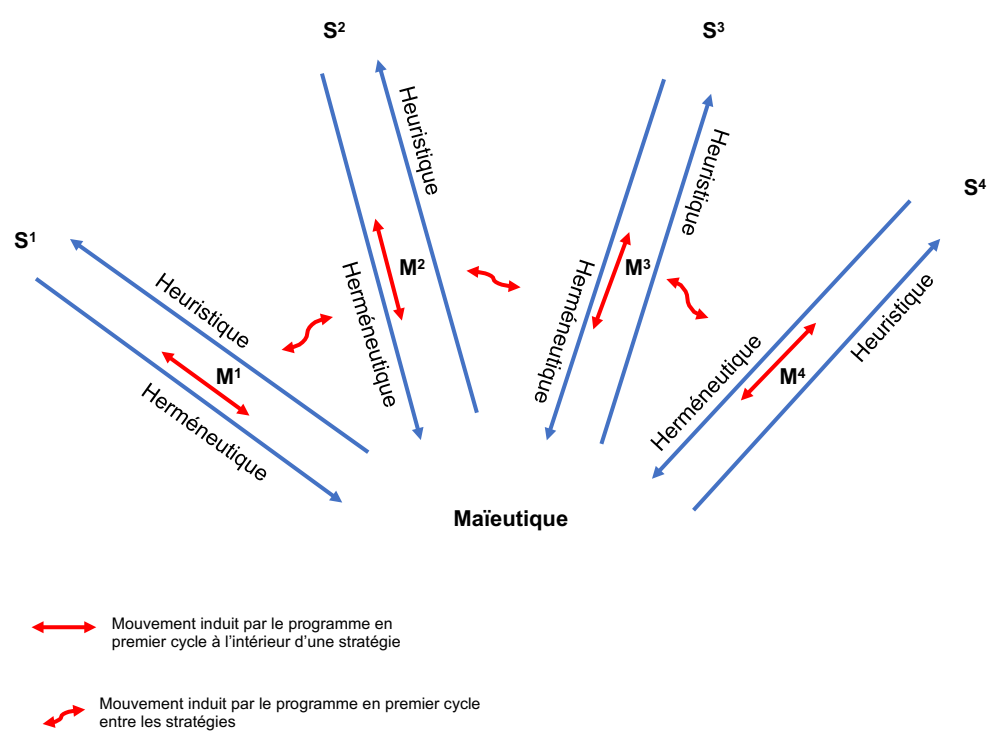 S²
S³
S⁴
S¹
Heuristique
Heuristique
Heuristique
Heuristique
M²
M³
M¹
M⁴
Herméneutique
Herméneutique
Herméneutique
Herméneutique
Maïeutique
Mouvement induit par le programme en
premier cycle à l'intérieur d'une stratégie
Mouvement induit par le programme en premier cycle
entre les stratégies